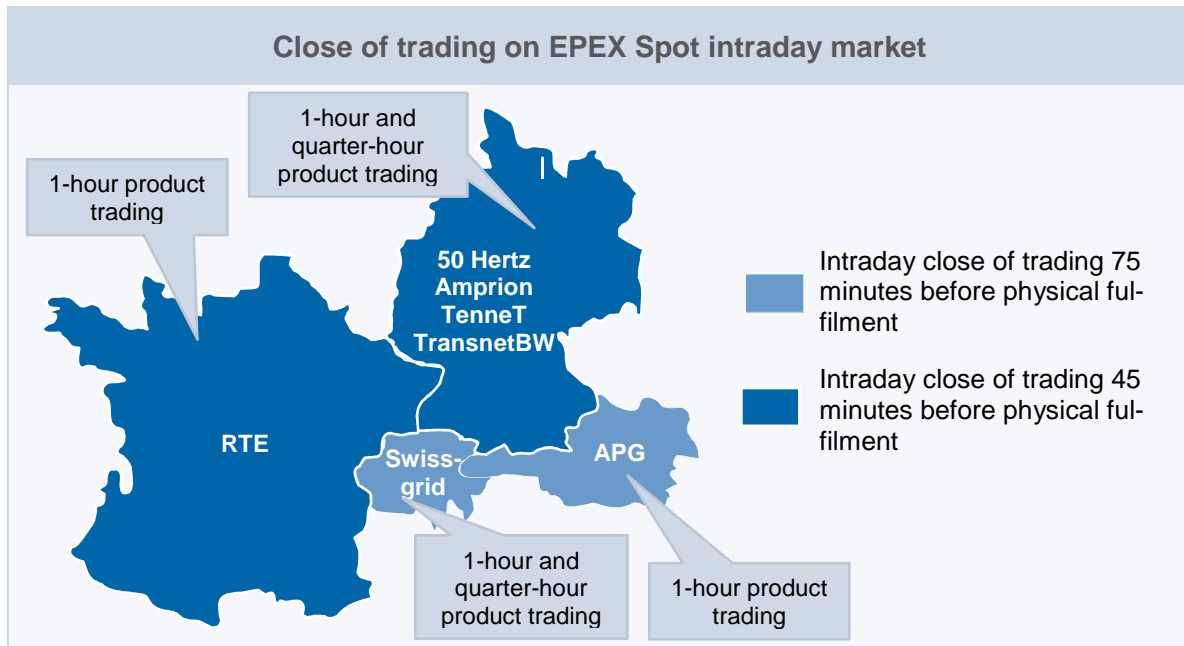 Close of trading on EPEX Spot intraday market
1-hour and
quarter-hour
product trading
1-hour product
trading
50 Hertz
Amprion
TenneT
TransnetBW
Intraday close of trading 75
minutes before physical ful-
filment
Intraday close of trading 45
minutes before physical ful-
filment
RTE
Swiss-
grid
APG
1-hour and
quarter-hour
product trading
1-hour product
trading